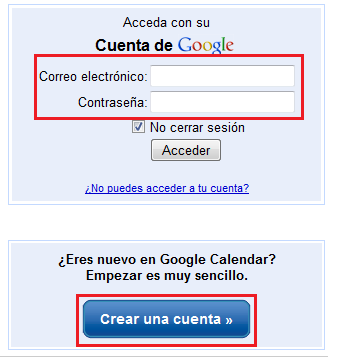 Acceda con su
Cuenta de Google
Correo electrónico:
Contraseña:
No cerrar sesión
Acceder
¿No puedes acceder a tu cuenta?
¿Eres nuevo en Google Calendar?
Empezar es muy sencillo.
Crear una cuenta »